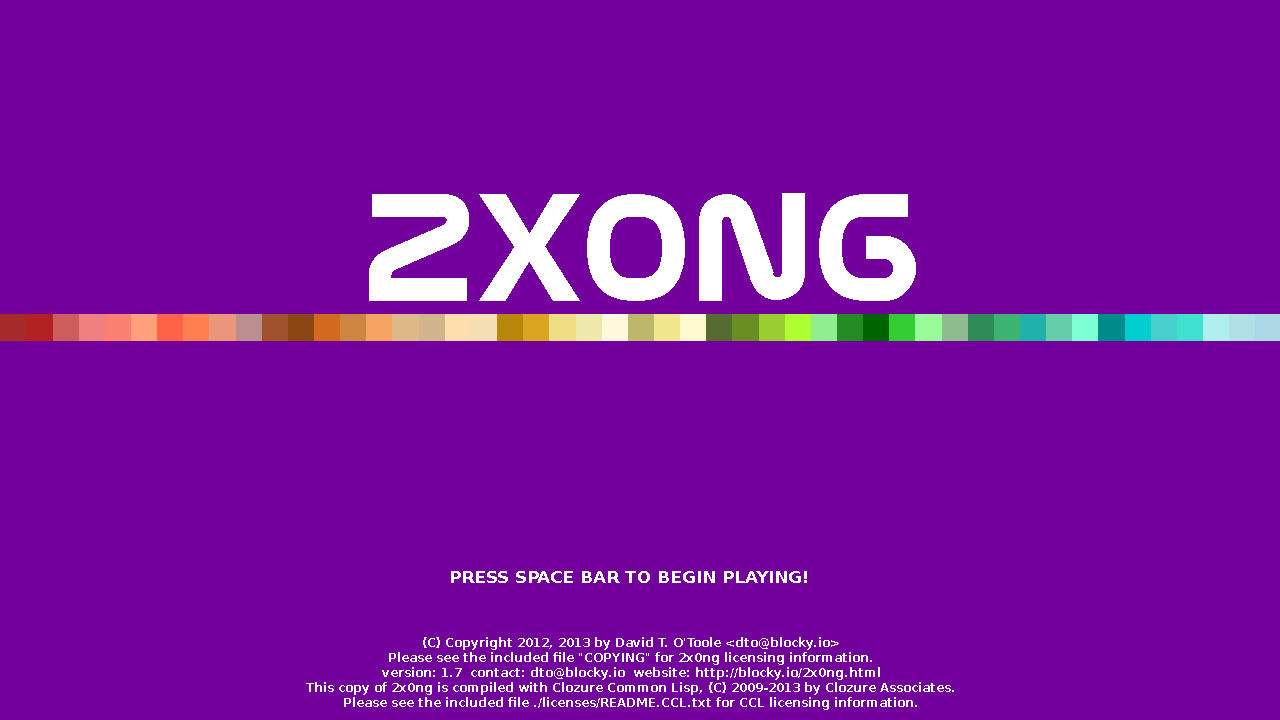 2XONG
PRESS SPACE BAR TO BEGIN PLAYING!
(C) Copyright 2012, 2013 by David T. O'Toole <dto@blocky.io>
Please see the included file "COPYING" for 2x0ng licensing information.
version: 1.7  contact: dto@blocky.io  website: http://blocky.io/2x0ng.html
This copy of 2x0ng is compiled with Clozure Common Lisp, (C) 2009-2013 by Clozure Associates.
Please see the included file ./licenses/README.CCL.txt for CCL licensing information.